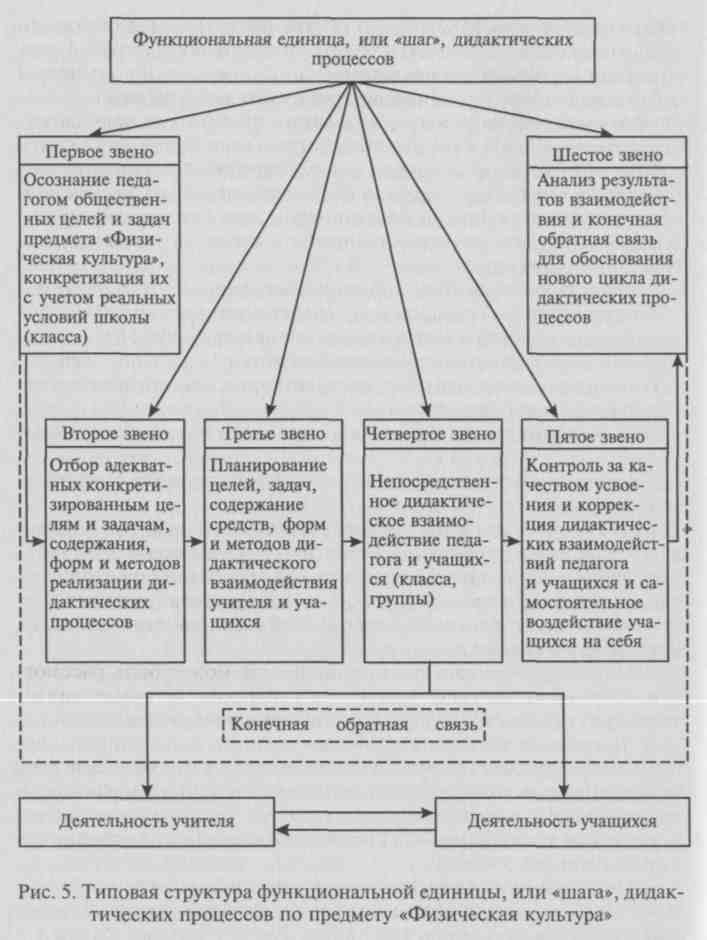 Функциональная единица, или «шаг», дидактических
процессов
Первое звено
Осознание педа-
гогом обществен-
ных целей и задач
предмета «Физи-
ческая культура»,
конкретизация их
с учетом реальных
условий школы
(класса)
Шестое звено
Анализ результа-
тов взаимодейст-
вия и конечная
обратная связь
для обоснования
нового цикла ди-
дактических про-
цессов
Второе звено
Отбор адекват-
ных конкрети-
зированным це-
лям и задачам,
содержания,
форм и методов
реализации ди-
дактических
процессов
Третье звено
Планирование
целей, задач,
содержание
средств, форм
и методов ди-
дактического
взаимодействия
учителя и уча-
щихся
Четвертое звено
Непосредствен-
ное дидактиче-
ское взаимо-
действие педа-
гога и учащих-
ся (класса,
группы)
Пятое звено
Контроль за ка-
чеством усвое-
ния и коррек-
ция дидактичес-
ких взаимодейст-
вий педагога
и учащихся и са-
мостоятельное
воздействие уча-
щихся на себя
Конечная обратная связь
Деятельность учителя
Деятельность учащихся
Рис. 5. Типовая структура функциональной единицы, или «шага», дидак-
тических процессов по предмету «Физическая культура»